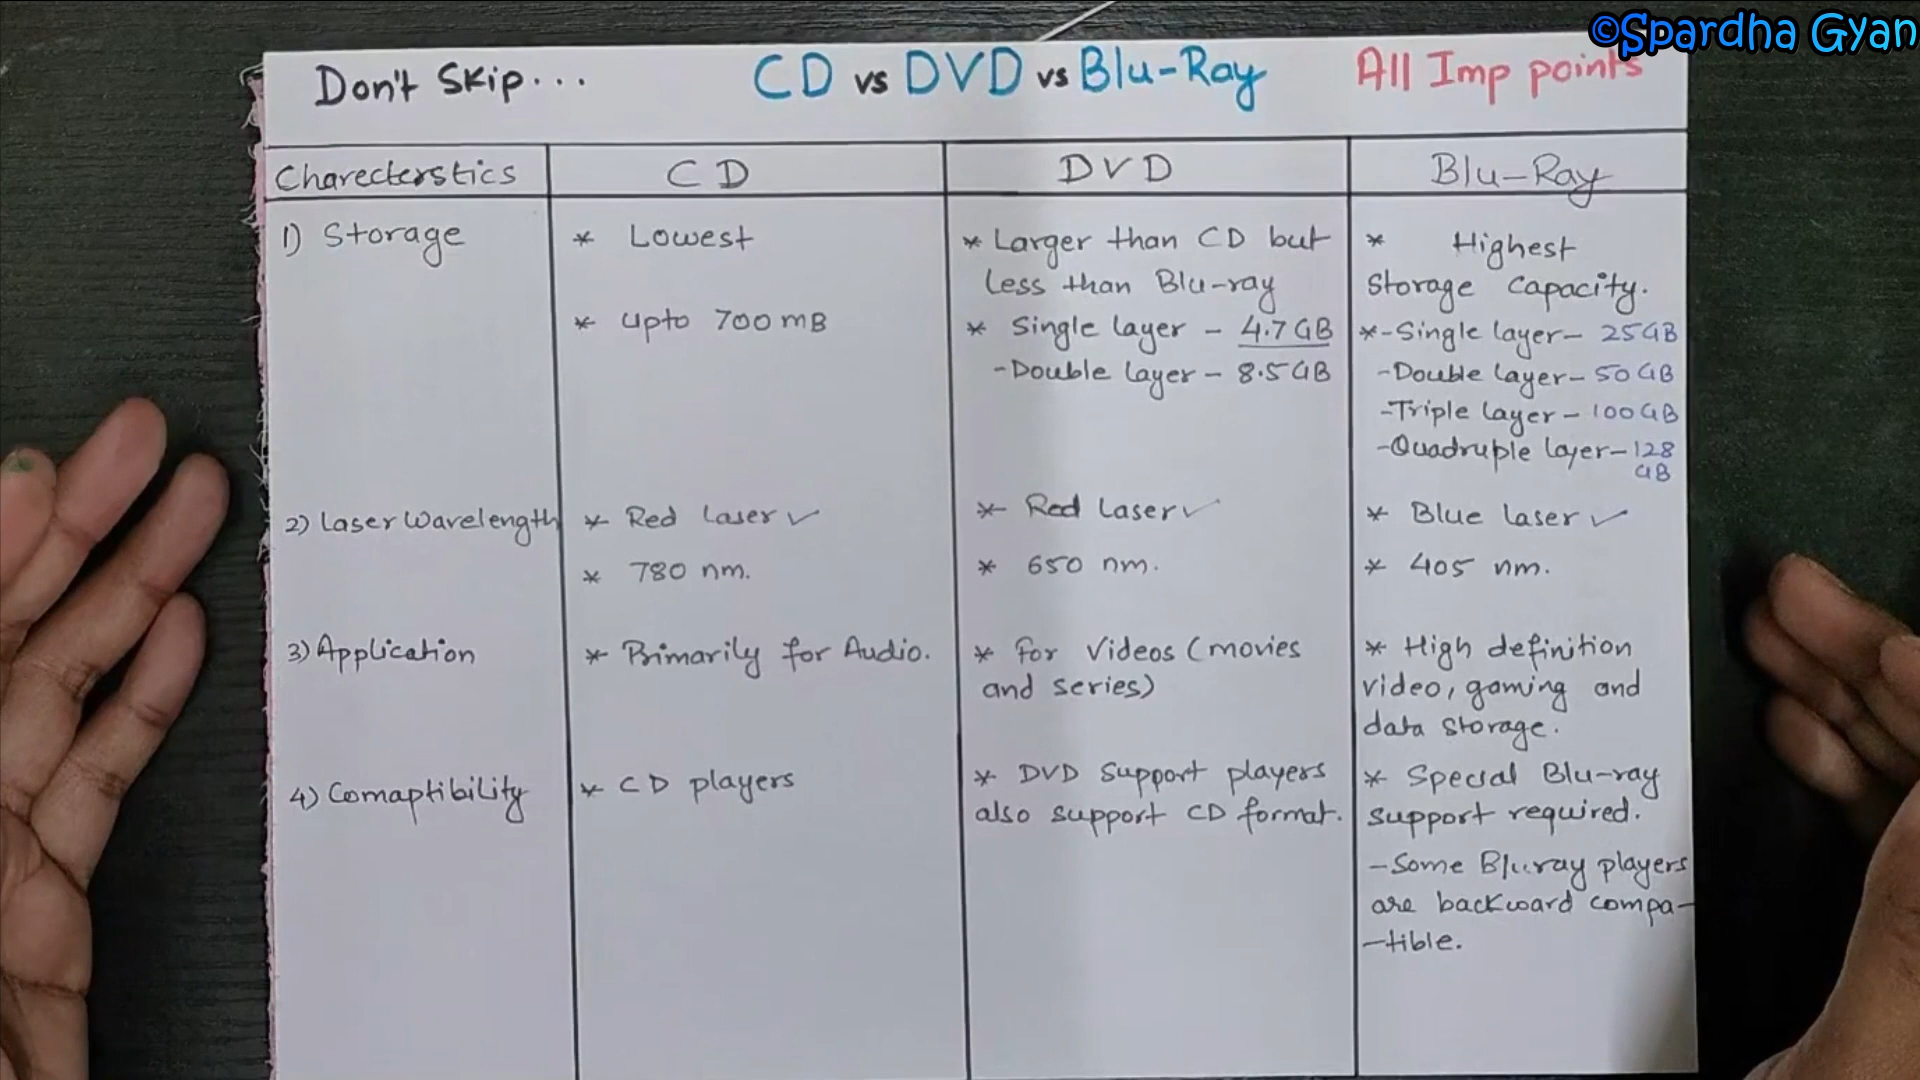 ©Spardha Gyan
Don't Skip...
CD vs DVD vs Blu-Ray
All Imp points
Charecterstics
CD
DVD
Blu-Ray
1) Storage
* Lowest
* upto 700 MB
* Larger than CD but
less than Blu-ray
* Single layer - 4.7 GB
-Double layer - 8.5 GB
* Highest
Storage capacity.
*-Single layer- 25 GB
-Double layer- 50 GB
-Triple layer - 100 GB
-Quadruple layer-128
GB
2) Laser Wavelength
* Red Laser ✓
* 780 nm.
* Red Laser ✓
* 650 nm.
* Blue laser ✓
* 405 nm.
3) Application
* Primarily for Audio.
* For Videos (movies
and series)
* High definition
video, gaming and
data storage.
4) Comaptibility
* CD players
* DVD support players
also support CD format.
* Special Blu-ray
support required.
-Some Bluray players
are backward compa-
-tible.